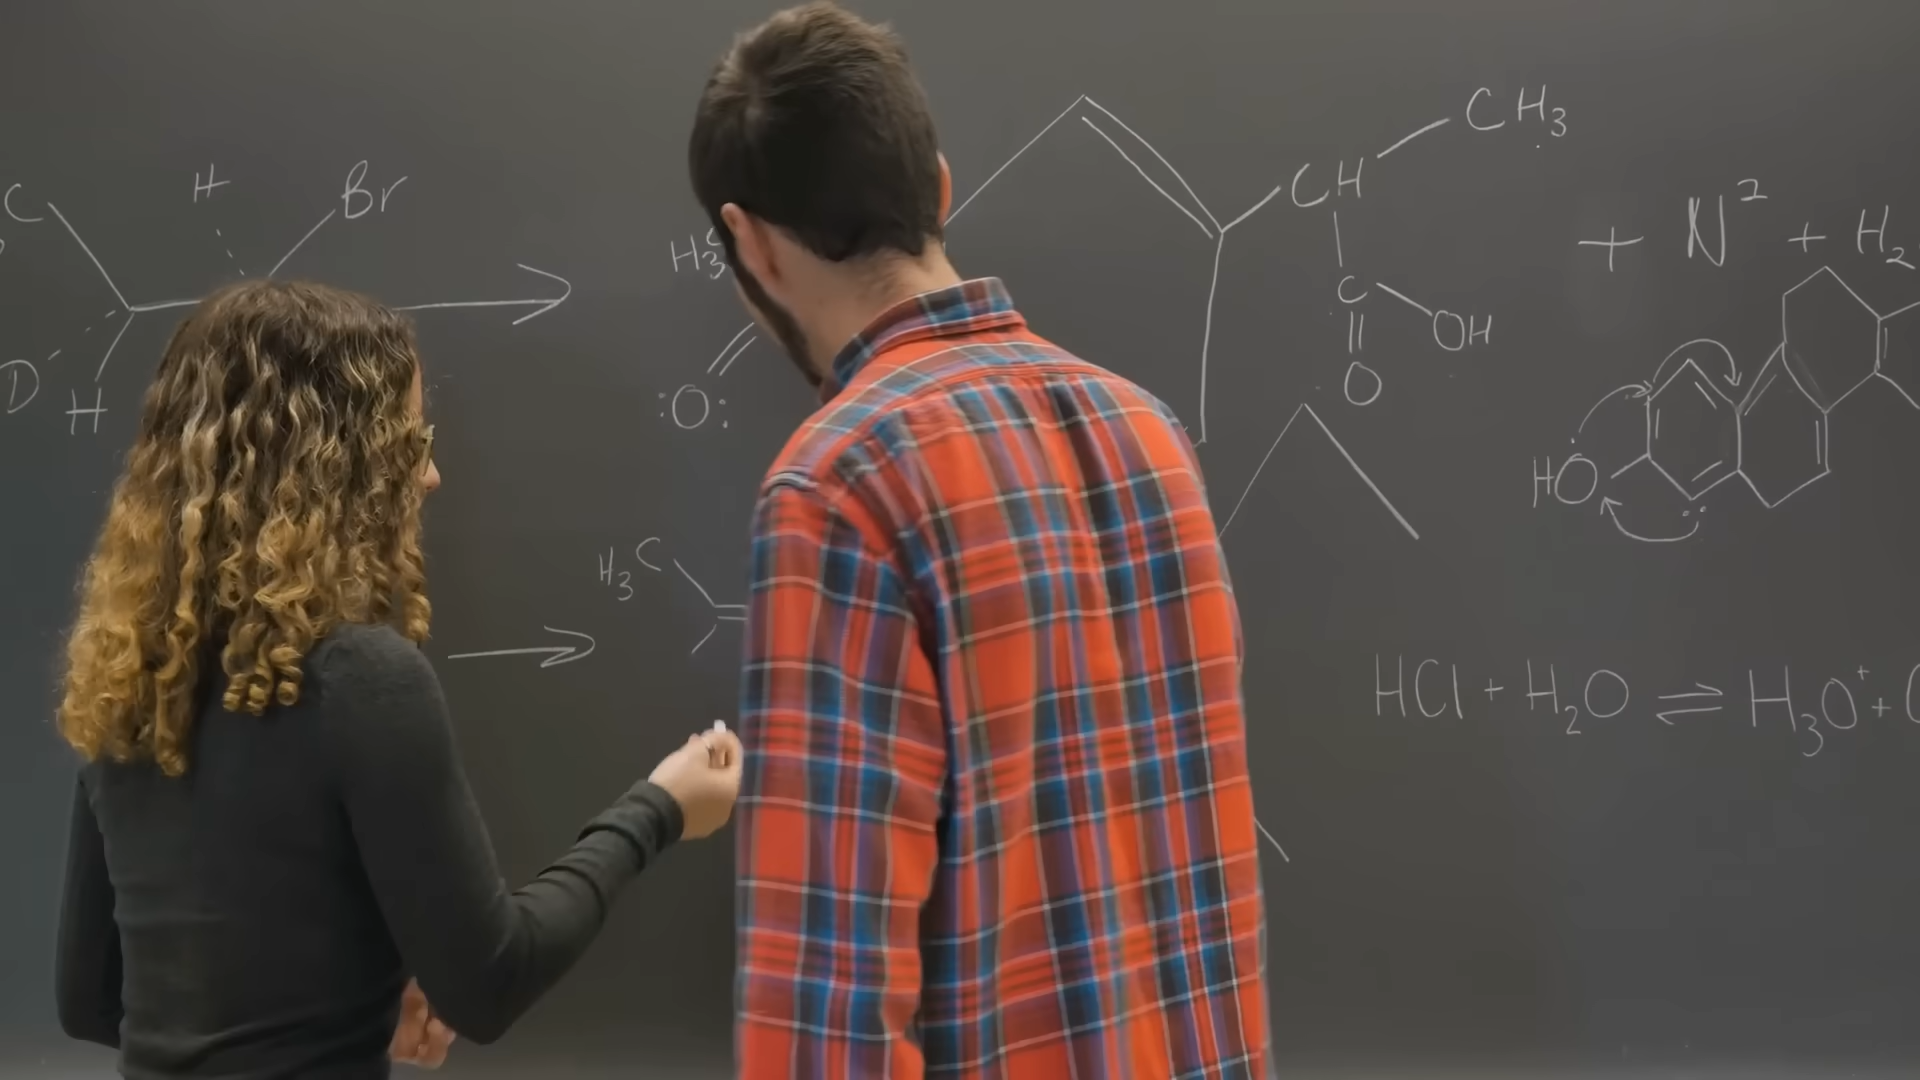 C
H
Br
D
H
H₃C
:O:
CH₃
CH
C
OH
O
+ N² + H₂
HO
H₃C
HCl + H₂O ⇌ H₃O⁺ +